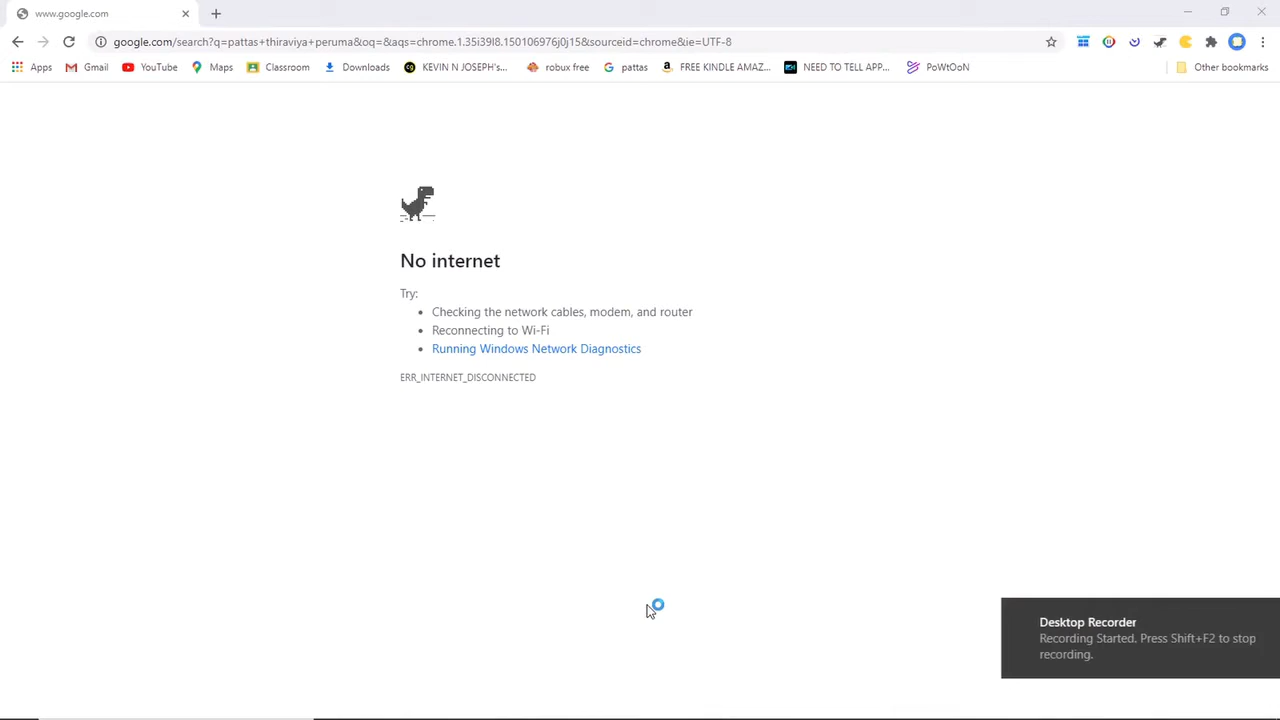 www.google.com
google.com/search?q=pattas+thiraviya+peruma&oq=&aqs=chrome.1.35i39l8.150106976j0j15&sourceid=chrome&ie=UTF-8
Apps Gmail YouTube Maps Classroom Downloads KEVIN N JOSEPH's... robux free pattas FREE KINDLE AMAZ... NEED TO TELL APP... PoWtOoN Other bookmarks
No internet
Try:
• Checking the network cables, modem, and router
• Reconnecting to Wi-Fi
• Running Windows Network Diagnostics
ERR_INTERNET_DISCONNECTED
Desktop Recorder
Recording Started. Press Shift+F2 to stop
recording.